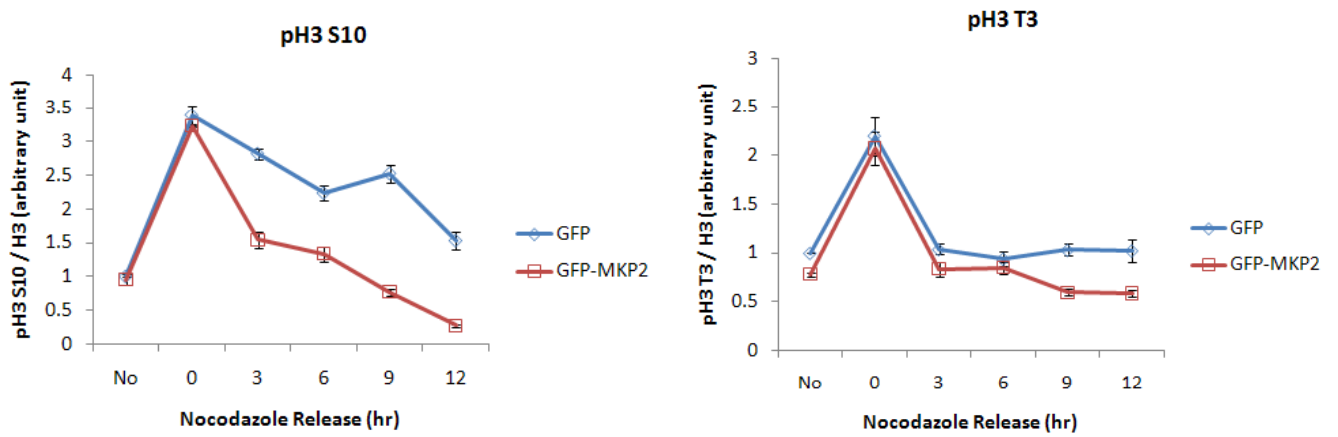 pH3 S10
pH3 S10 / H3 (arbitrary unit)
4
3.5
3
2.5
2
1.5
1
0.5
0
No 0 3 6 9 12
Nocodazole Release (hr)
GFP
GFP-MKP2
pH3 T3
pH3 T3 / H3 (arbitrary unit)
3
2.5
2
1.5
1
0.5
0
No 0 3 6 9 12
Nocodazole Release (hr)
GFP
GFP-MKP2